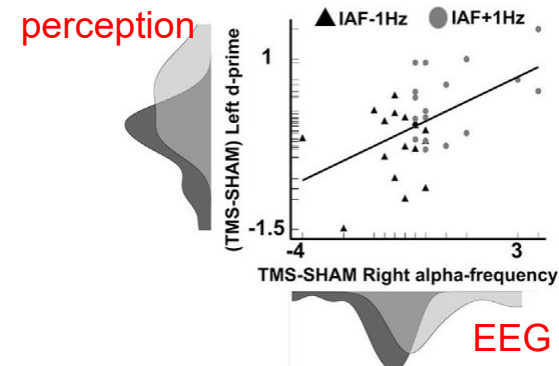 perception
▲IAF-1Hz ●IAF+1Hz
(TMS-SHAM) Left d-prime
1
-1.5
-4 3
TMS-SHAM Right alpha-frequency
EEG